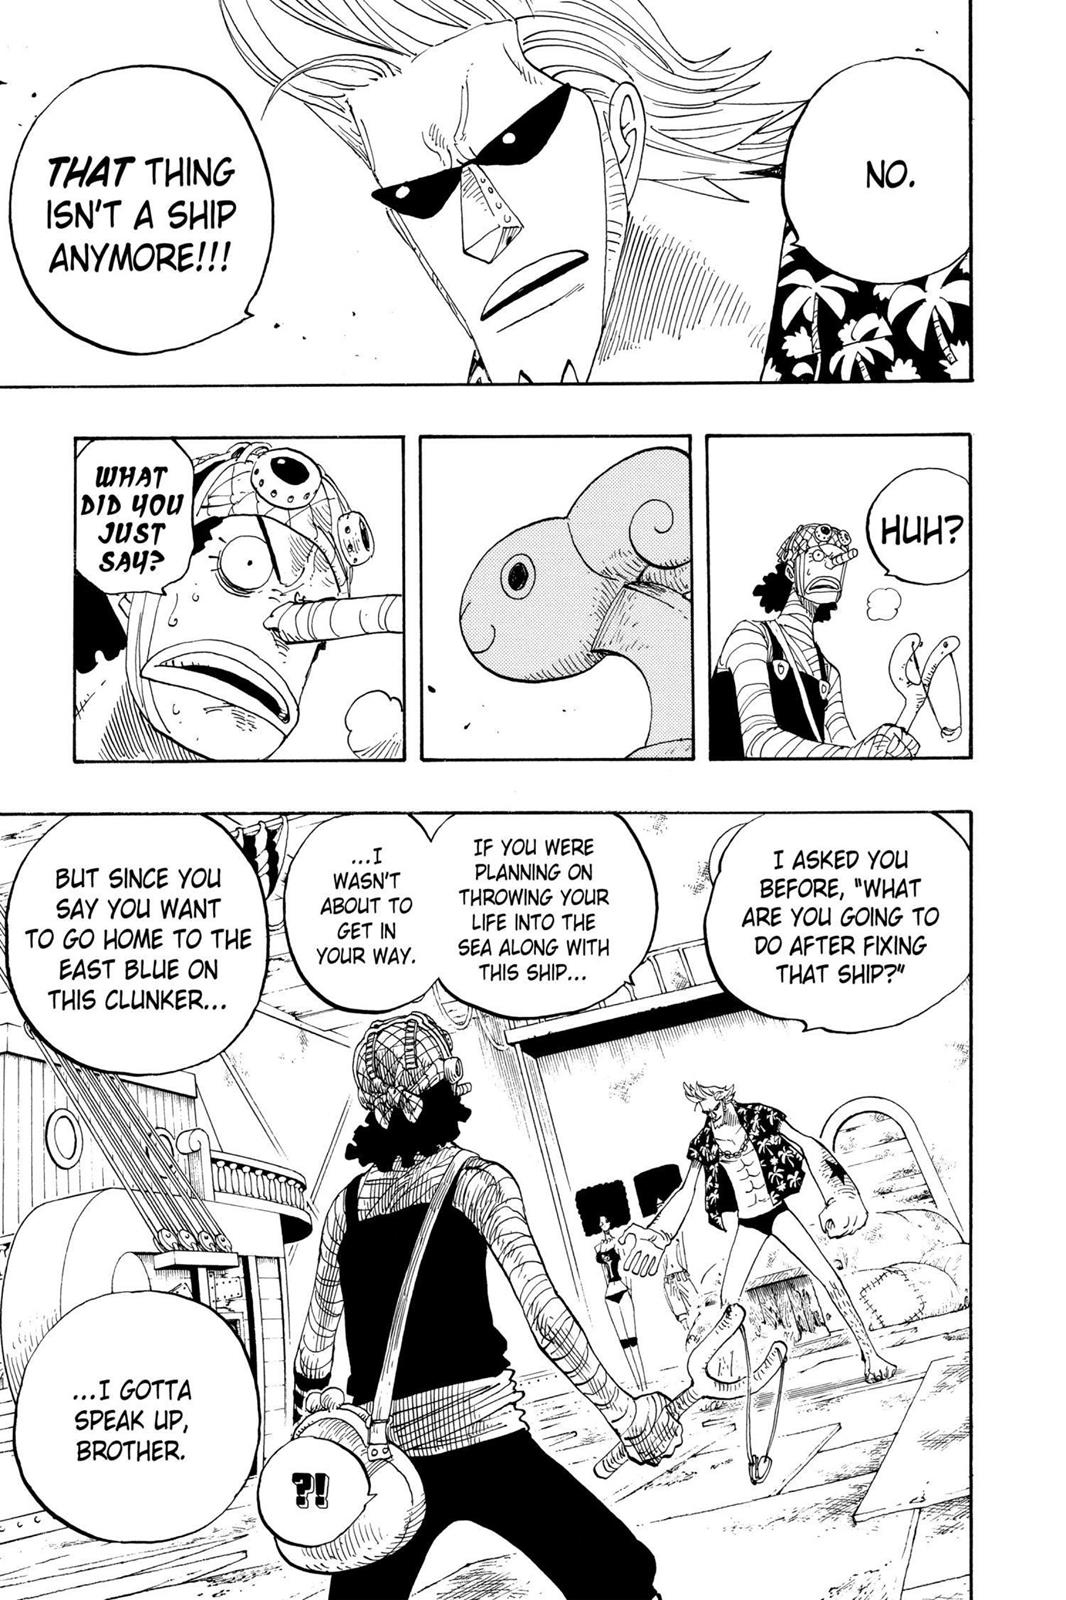 NO.
THAT THING
ISN'T A SHIP
ANYMORE!!!
HUH?
WHAT
DID YOU
JUST
SAY?
I ASKED YOU
BEFORE, "WHAT
ARE YOU GOING TO
DO AFTER FIXING
THAT SHIP?"
IF YOU WERE
PLANNING ON
THROWING YOUR
LIFE INTO THE
SEA ALONG WITH
THIS SHIP...
...I
WASN'T
ABOUT TO
GET IN
YOUR WAY.
BUT SINCE YOU
SAY YOU WANT
TO GO HOME TO THE
EAST BLUE ON
THIS CLUNKER...
...I GOTTA
SPEAK UP,
BROTHER.
?!